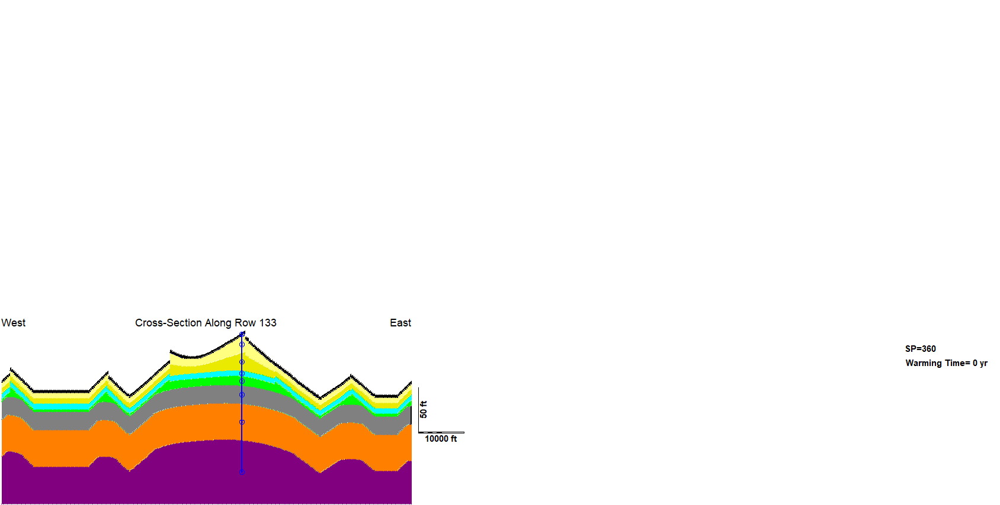 West Cross-Section Along Row 133 East
SP=360
Warming Time= 0 yr
50 ft
10000 ft